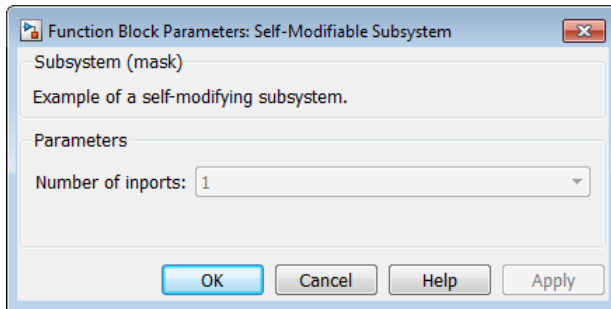 Function Block Parameters: Self-Modifiable Subsystem
Subsystem (mask)
Example of a self-modifying subsystem.
Parameters
Number of inports: 1
OK Cancel Help Apply